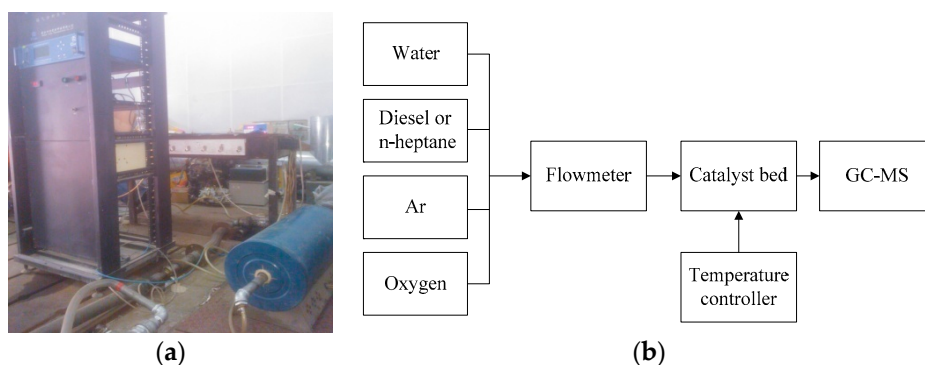 Water
Diesel or
n-heptane
Ar
Oxygen
Flowmeter
Catalyst bed
GC-MS
Temperature
controller
(a)
(b)